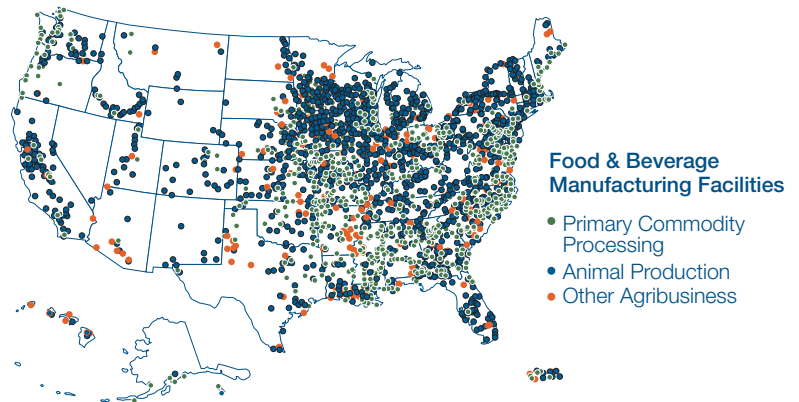 Food & Beverage
Manufacturing Facilities
Primary Commodity
Processing
Animal Production
Other Agribusiness